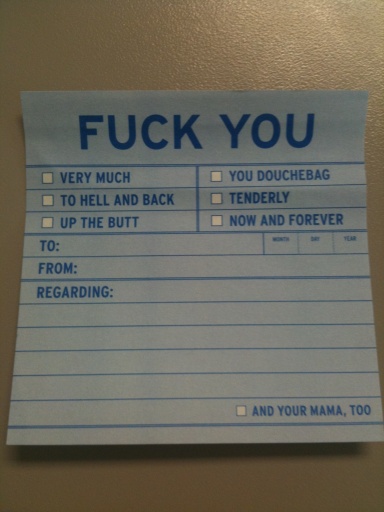 FUCK YOU
VERY MUCH
YOU DOUCHEBAG
TO HELL AND BACK
TENDERLY
UP THE BUTT
NOW AND FOREVER
TO:
MONTH DAY YEAR
FROM:
REGARDING:
AND YOUR MAMA, TOO